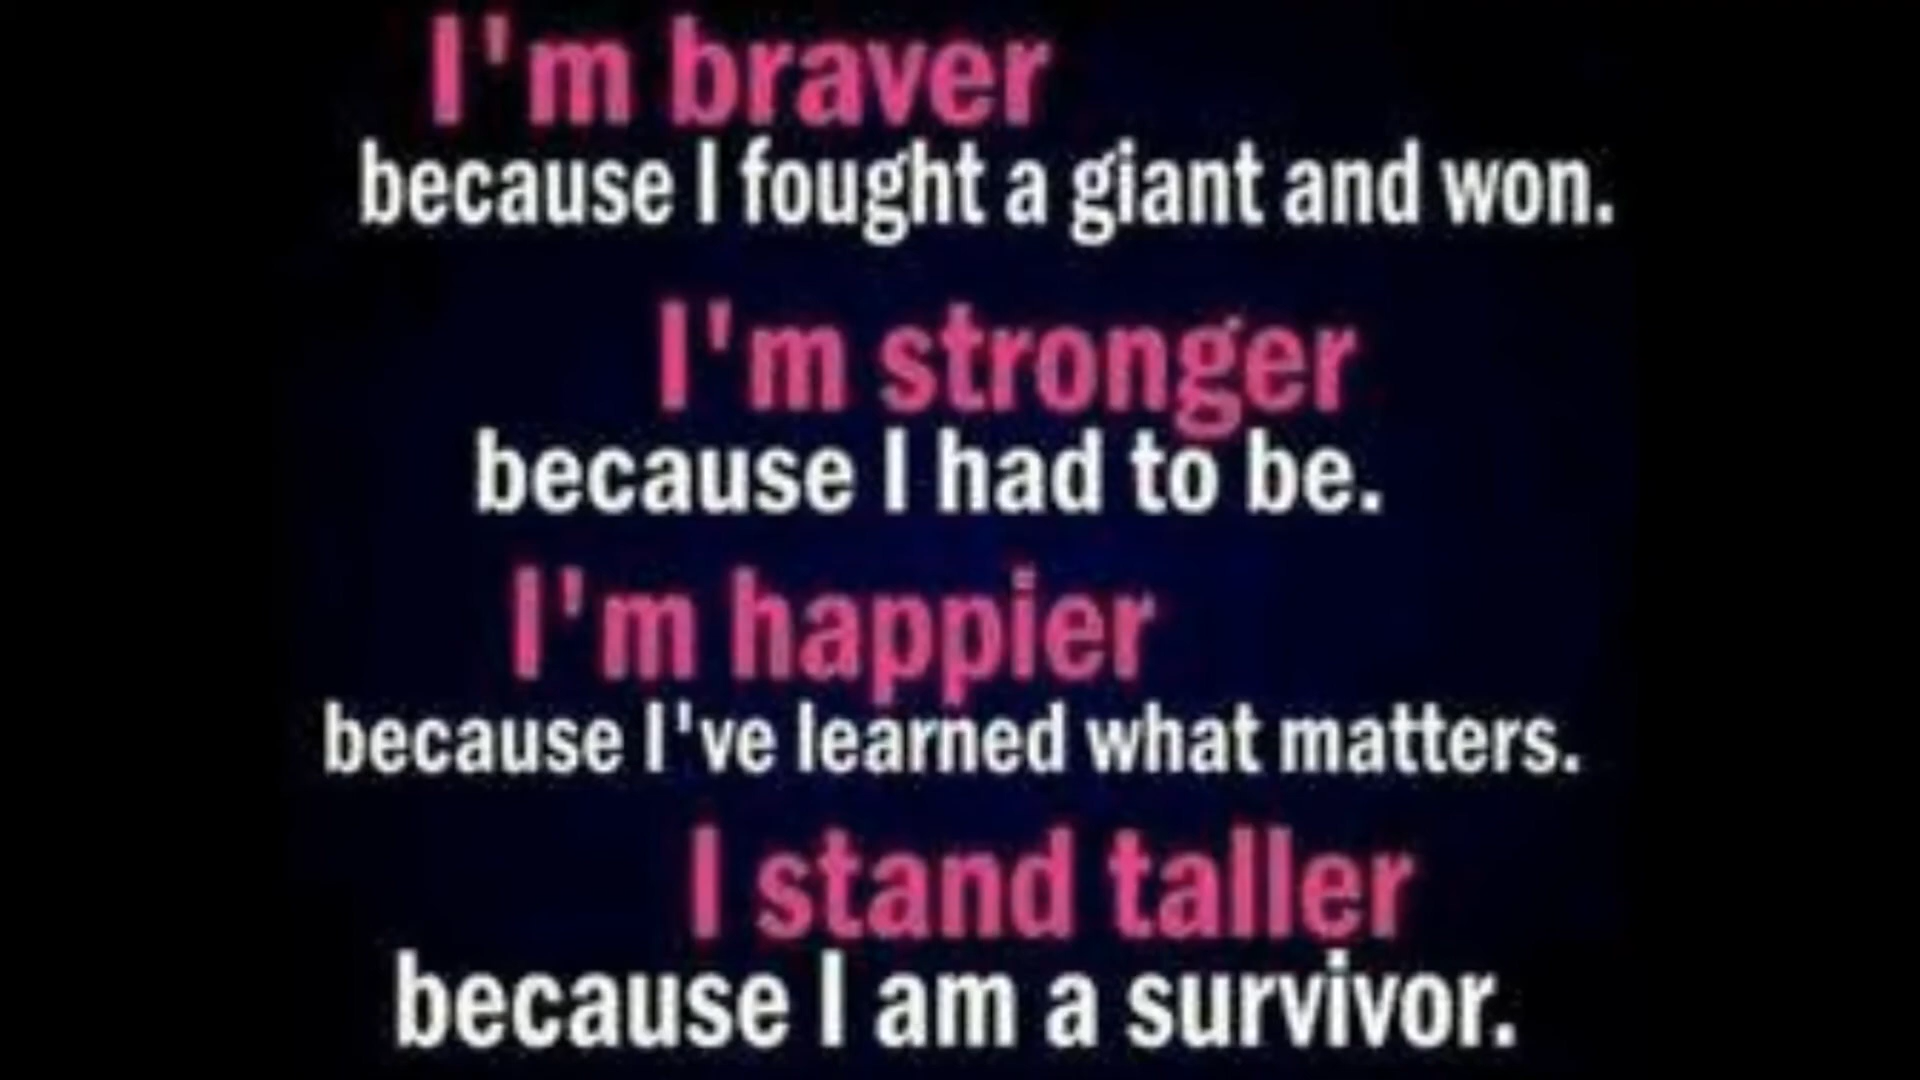 I'm braver
because I fought a giant and won.
I'm stronger
because I had to be.
I'm happier
because I've learned what matters.
I stand taller
because I am a survivor.